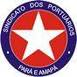 SINDICATO DOS PORTUÁRIOS
PARÁ E AMAPÁ